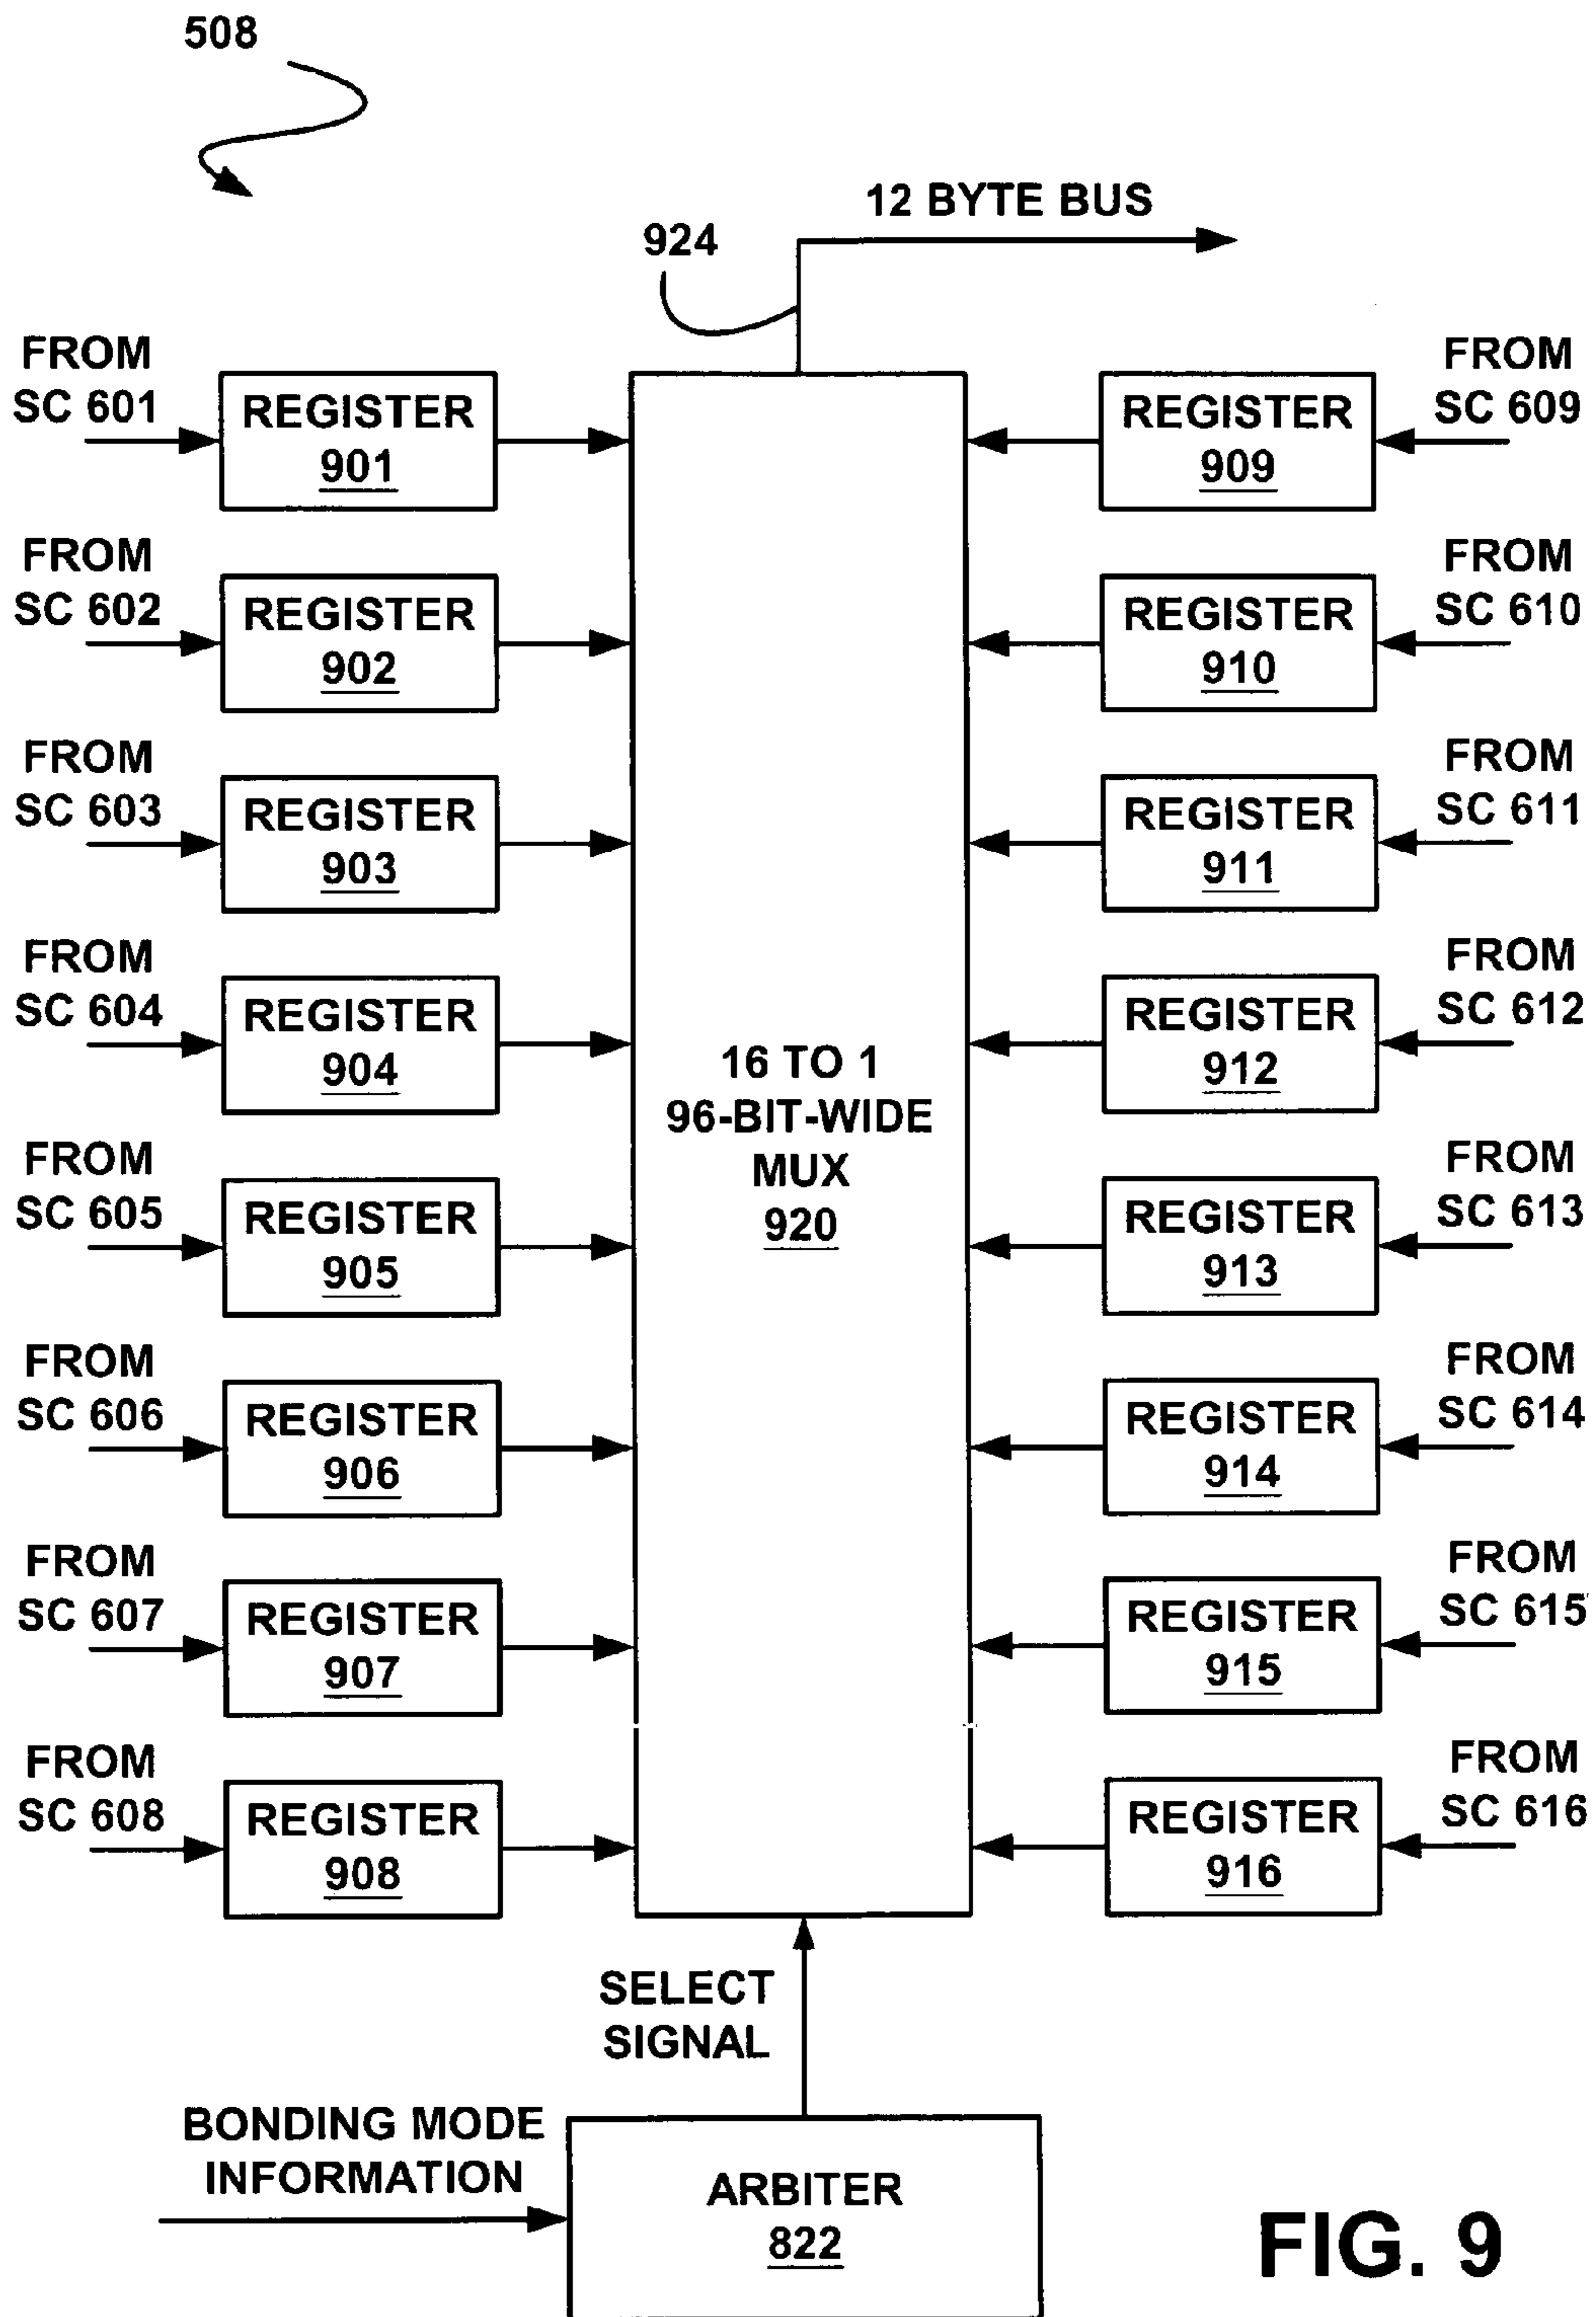 508
12 BYTE BUS
924
FROM
SC 601
REGISTER
901
FROM
SC 602
REGISTER
902
FROM
SC 603
REGISTER
903
FROM
SC 604
REGISTER
904
FROM
SC 605
REGISTER
905
FROM
SC 606
REGISTER
906
FROM
SC 607
REGISTER
907
FROM
SC 608
REGISTER
908
16 TO 1
96-BIT-WIDE
MUX
920
FROM
SC 609
REGISTER
909
FROM
SC 610
REGISTER
910
FROM
SC 611
REGISTER
911
FROM
SC 612
REGISTER
912
FROM
SC 613
REGISTER
913
FROM
SC 614
REGISTER
914
FROM
SC 615
REGISTER
915
FROM
SC 616
REGISTER
916
SELECT
SIGNAL
BONDING MODE
INFORMATION
ARBITER
822
FIG. 9